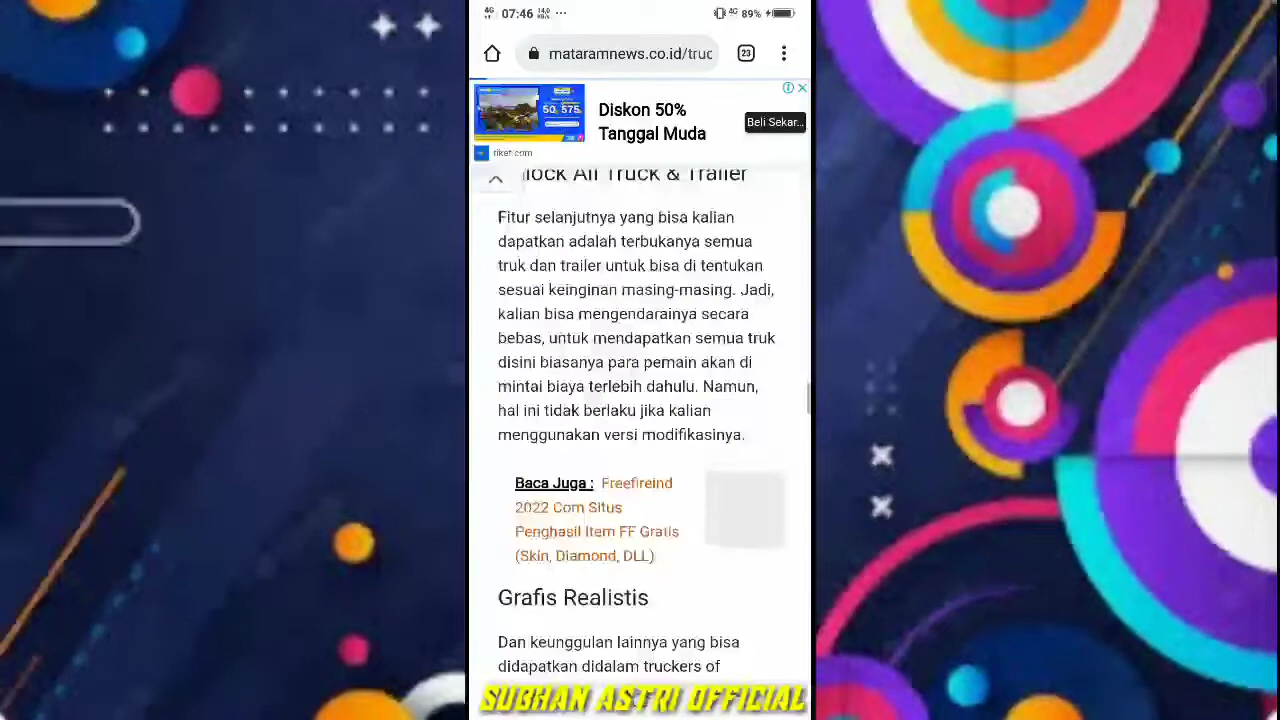 4G 07:46 ...
4G 89%
mataramnews.co.id/truc
23
Diskon 50%
Tanggal Muda
50 575
Beli Sekar...
tiket.com
lock All Truck & Trailer
Fitur selanjutnya yang bisa kalian
dapatkan adalah terbukanya semua
truk dan trailer untuk bisa di tentukan
sesuai keinginan masing-masing. Jadi,
kalian bisa mengendarainya secara
bebas, untuk mendapatkan semua truk
disini biasanya para pemain akan di
mintai biaya terlebih dahulu. Namun,
hal ini tidak berlaku jika kalian
menggunakan versi modifikasinya.
Baca Juga : Freefireind
2022 Com Situs
Penghasil Item FF Gratis
(Skin, Diamond, DLL)
Grafis Realistis
Dan keunggulan lainnya yang bisa
didapatkan didalam truckers of
SUBHAN ASTRI OFFICIAL